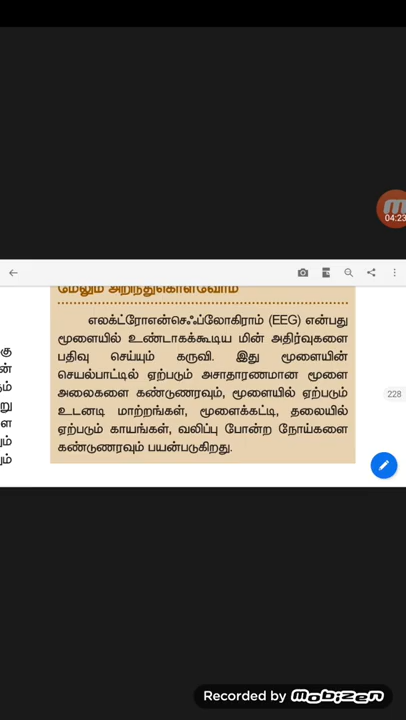 04:23
மேலும் அறிந்துகொள்வோம்
எலக்ட்ரோஎன்செஃப்லோகிராம் (EEG) என்பது
மூளையில் உண்டாகக்கூடிய மின் அதிர்வுகளை
பதிவு செய்யும் கருவி. இது மூளையின்
செயல்பாட்டில் ஏற்படும் அசாதாரணமான மூளை
அலைகளை கண்டுணரவும், மூளையில் ஏற்படும்
உடனடி மாற்றங்கள், மூளைக்கட்டி, தலையில்
ஏற்படும் காயங்கள், வலிப்பு போன்ற நோய்களை
கண்டுணரவும் பயன்படுகிறது.
228
Recorded by mobizen